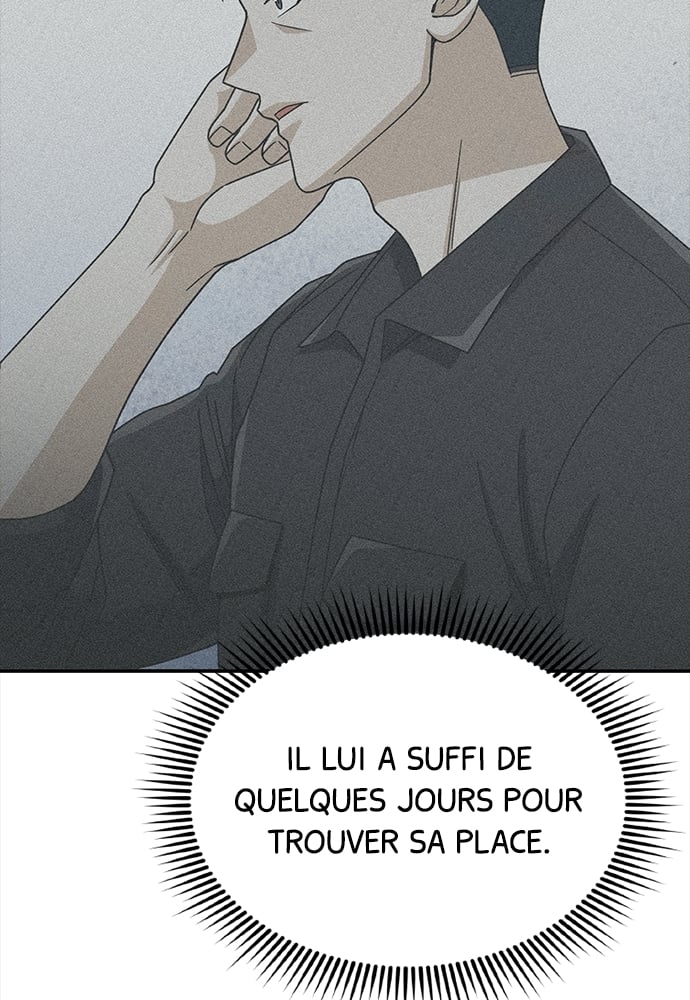 IL LUI A SUFFI DE
QUELQUES JOURS POUR
TROUVER SA PLACE.